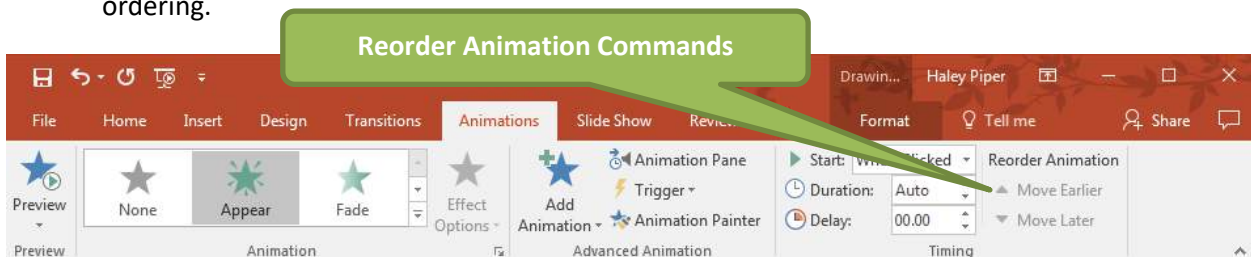 ordering.
Reorder Animation Commands
Drawin... Haley Piper
File Home Insert Design Transitions Animations Slide Show Format Tell me Share
None Appear Fade
Preview
Effect Options
Add Animation
Animation Pane
Trigger
Animation Painter
Start: Clicked
Duration: Auto
Delay: 00.00
Reorder Animation
Move Earlier
Move Later
Preview Animation Advanced Animation Timing